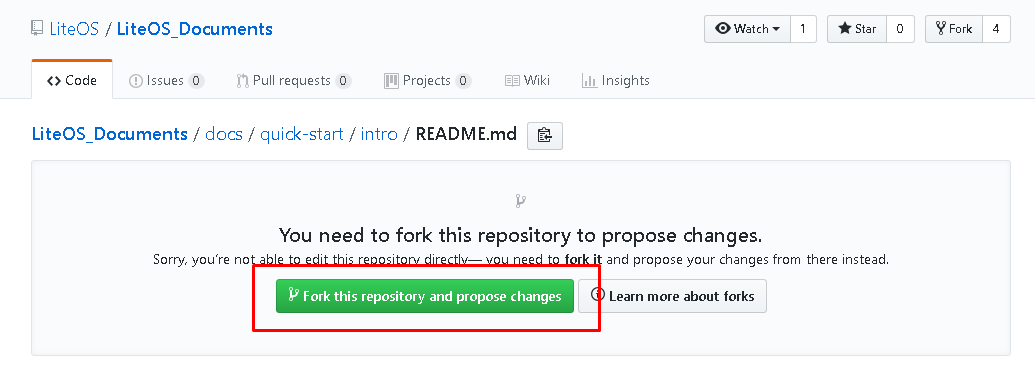 LiteOS / LiteOS_Documents Watch 1 Star 0 Fork 4
Code Issues 0 Pull requests 0 Projects 0 Wiki Insights
LiteOS_Documents / docs / quick-start / intro / README.md
You need to fork this repository to propose changes.
Sorry, you're not able to edit this repository directly— you need to fork it and propose your changes from there instead.
Fork this repository and propose changes Learn more about forks